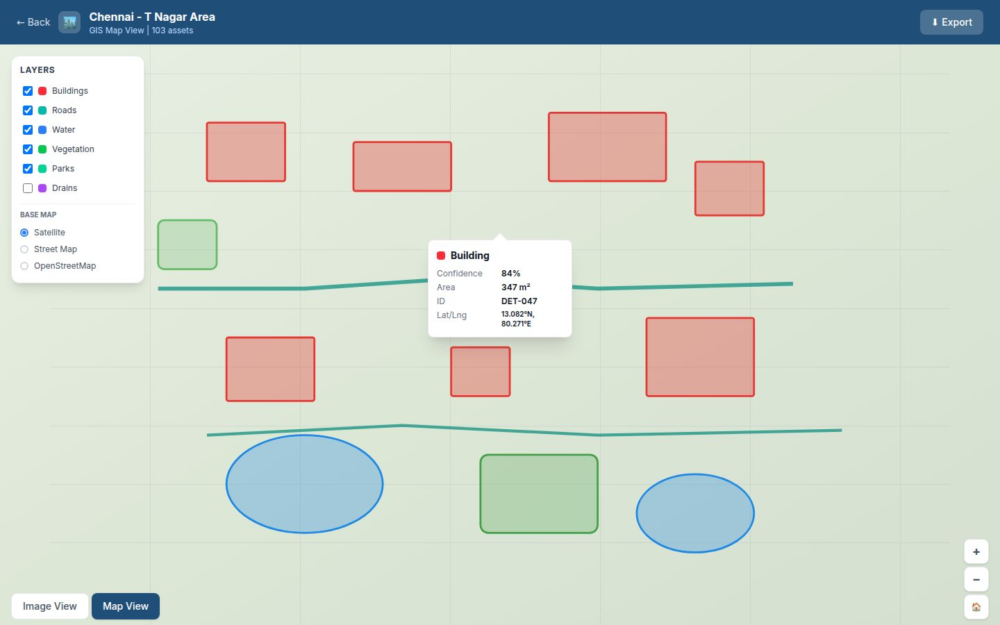 ← Back
Chennai - T Nagar Area
GIS Map View | 103 assets
⬇ Export
LAYERS
Buildings
Roads
Water
Vegetation
Parks
Drains
BASE MAP
Satellite
Street Map
OpenStreetMap
Building
Confidence 84%
Area 347 m²
ID DET-047
Lat/Lng 13.082°N,
80.271°E
+
−
Image View
Map View